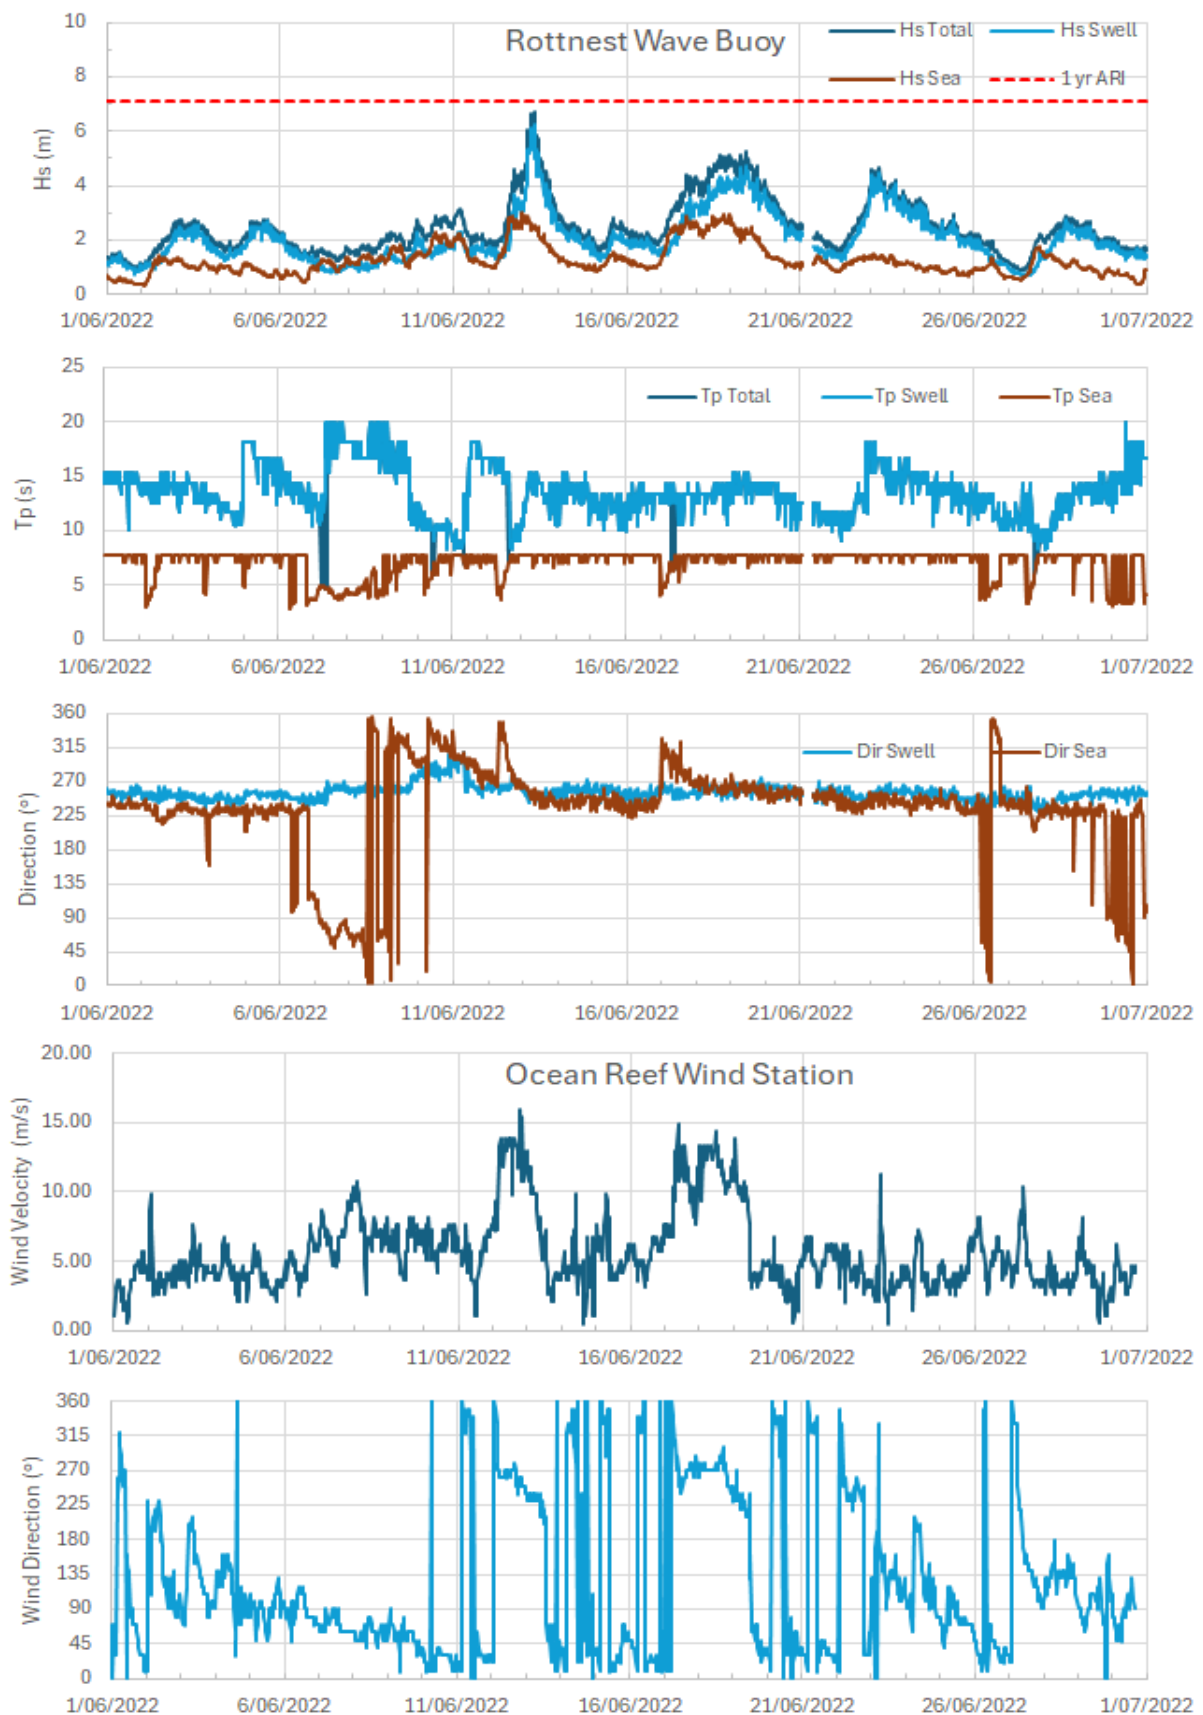 Rottnest Wave Buoy
Hs Total
Hs Swell
Hs Sea
1 yr ARI
Hs (m)
10
8
6
4
2
0
1/06/2022 6/06/2022 11/06/2022 16/06/2022 21/06/2022 26/06/2022 1/07/2022
Tp Total
Tp Swell
Tp Sea
Tp (s)
25
20
15
10
5
0
1/06/2022 6/06/2022 11/06/2022 16/06/2022 21/06/2022 26/06/2022 1/07/2022
Dir Swell
Dir Sea
Direction (°)
360
315
270
225
180
135
90
45
0
1/06/2022 6/06/2022 11/06/2022 16/06/2022 21/06/2022 26/06/2022 1/07/2022
Ocean Reef Wind Station
Wind Velocity (m/s)
20.00
15.00
10.00
5.00
0.00
1/06/2022 6/06/2022 11/06/2022 16/06/2022 21/06/2022 26/06/2022 1/07/2022
Wind Direction (°)
360
315
270
225
180
135
90
45
0
1/06/2022 6/06/2022 11/06/2022 16/06/2022 21/06/2022 26/06/2022 1/07/2022